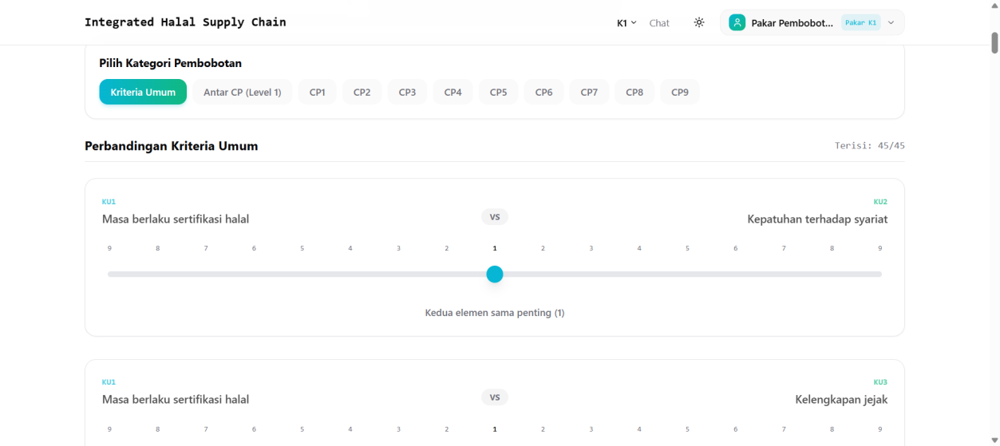 Integrated Halal Supply Chain
K1 Chat Pakar Pembobot... Pakar K1
Pilih Kategori Pembobotan
Kriteria Umum Antar CP (Level 1) CP1 CP2 CP3 CP4 CP5 CP6 CP7 CP8 CP9
Perbandingan Kriteria Umum Terisi: 45/45
KU1 KU2
Masa berlaku sertifikasi halal VS Kepatuhan terhadap syariat
9 8 7 6 5 4 3 2 1 2 3 4 5 6 7 8 9
Kedua elemen sama penting (1)
KU1 KU3
Masa berlaku sertifikasi halal VS Kelengkapan jejak
9 8 7 6 5 4 3 2 1 2 3 4 5 6 7 8 9